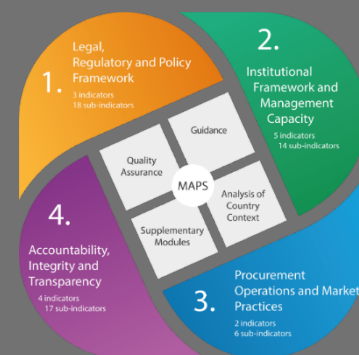 1.
Legal,
Regulatory and Policy
Framework
3 indicators
18 sub-indicators
2.
Institutional
Framework and
Management
Capacity
5 indicators
14 sub-indicators
Guidance
Quality
Assurance
MAPS
Analysis of
Country
Context
Supplementary
Modules
4.
Accountability,
Integrity and
Transparency
4 indicators
17 sub-indicators
3.
Procurement
Operations and Market
Practices
2 indicators
6 sub-indicators